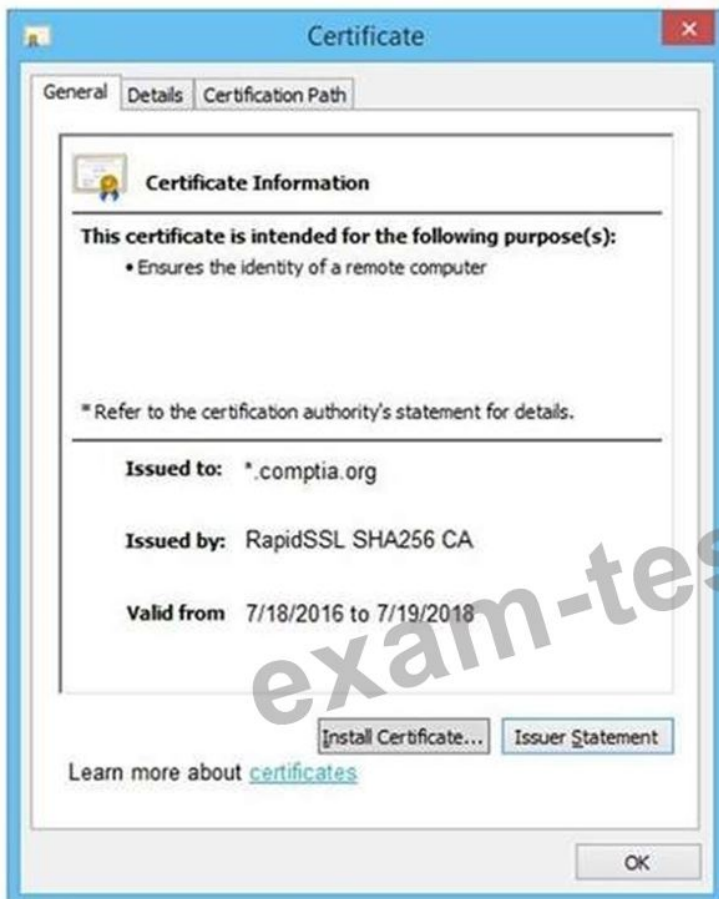 Certificate
General Details Certification Path
Certificate Information
This certificate is intended for the following purpose(s):
• Ensures the identity of a remote computer
* Refer to the certification authority's statement for details.
Issued to: *.comptia.org
Issued by: RapidSSL SHA256 CA
Valid from 7/18/2016 to 7/19/2018
exam-tes
Install Certificate... Issuer Statement
Learn more about certificates
OK